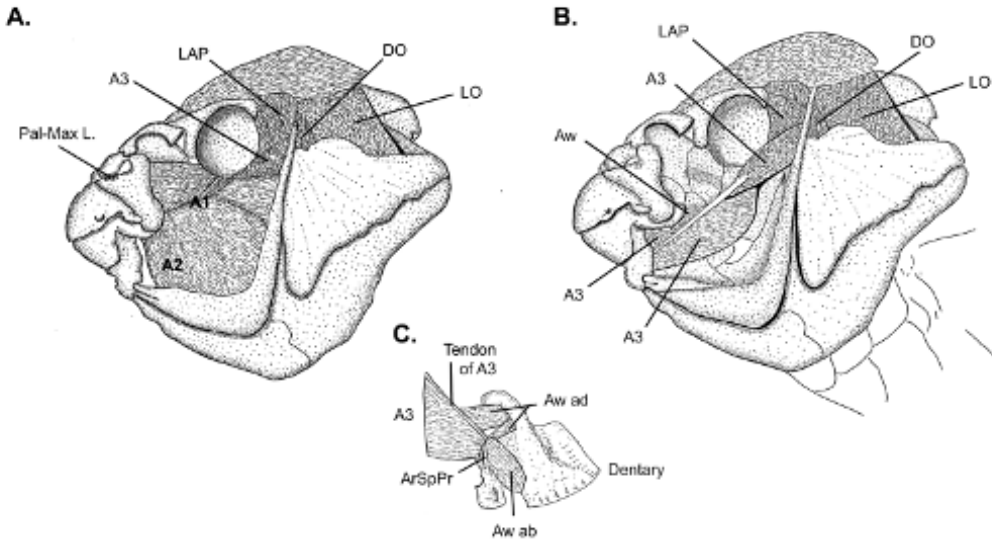 A.
LAP
DO
A3
LO
Pal-Max L.
A1
A2
B.
LAP
DO
A3
LO
Aw
A3
A3
C.
Tendon
of A3
A3
Aw ad
ArSpPr
Dentary
Aw ab